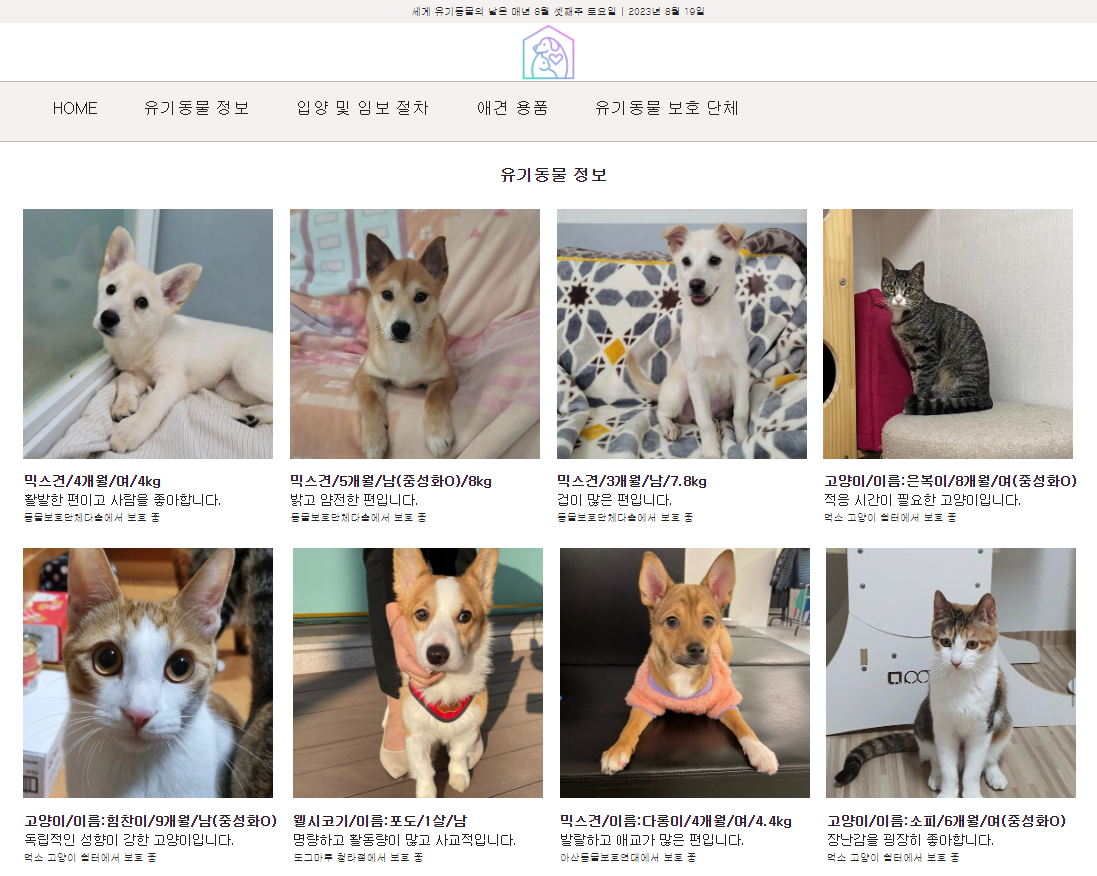 세계 유기동물의 날은 매년 8월 셋째주 토요일 | 2023년 8월 19일
HOME 유기동물 정보 입양 및 임보 절차 애견 용품 유기동물 보호 단체
유기동물 정보
믹스견/4개월/여/4kg
활발한 편이고 사람을 좋아합니다.
동물보호단체다솜에서 보호 중
믹스견/5개월/남(중성화O)/8kg
밝고 얌전한 편입니다.
동물보호단체다솜에서 보호 중
믹스견/3개월/남/7.8kg
겁이 많은 편입니다.
동물보호단체다솜에서 보호 중
고양이/이름:은복이/8개월/여(중성화O)
적응 시간이 필요한 고양이입니다.
먹소 고양이 쉼터에서 보호 중
고양이/이름:힘찬이/9개월/남(중성화O)
독립적인 성향이 강한 고양이입니다.
먹소 고양이 쉼터에서 보호 중
웰시코기/이름:포도/1살/남
명량하고 활동량이 많고 사교적입니다.
도그마루 청라점에서 보호 중
믹스견/이름:다롱이/4개월/여/4.4kg
발랄하고 애교가 많은 편입니다.
아산동물보호연대에서 보호 중
고양이/이름:소피/6개월/여(중성화O)
장난감을 굉장히 좋아합니다.
먹소 고양이 쉼터에서 보호 중